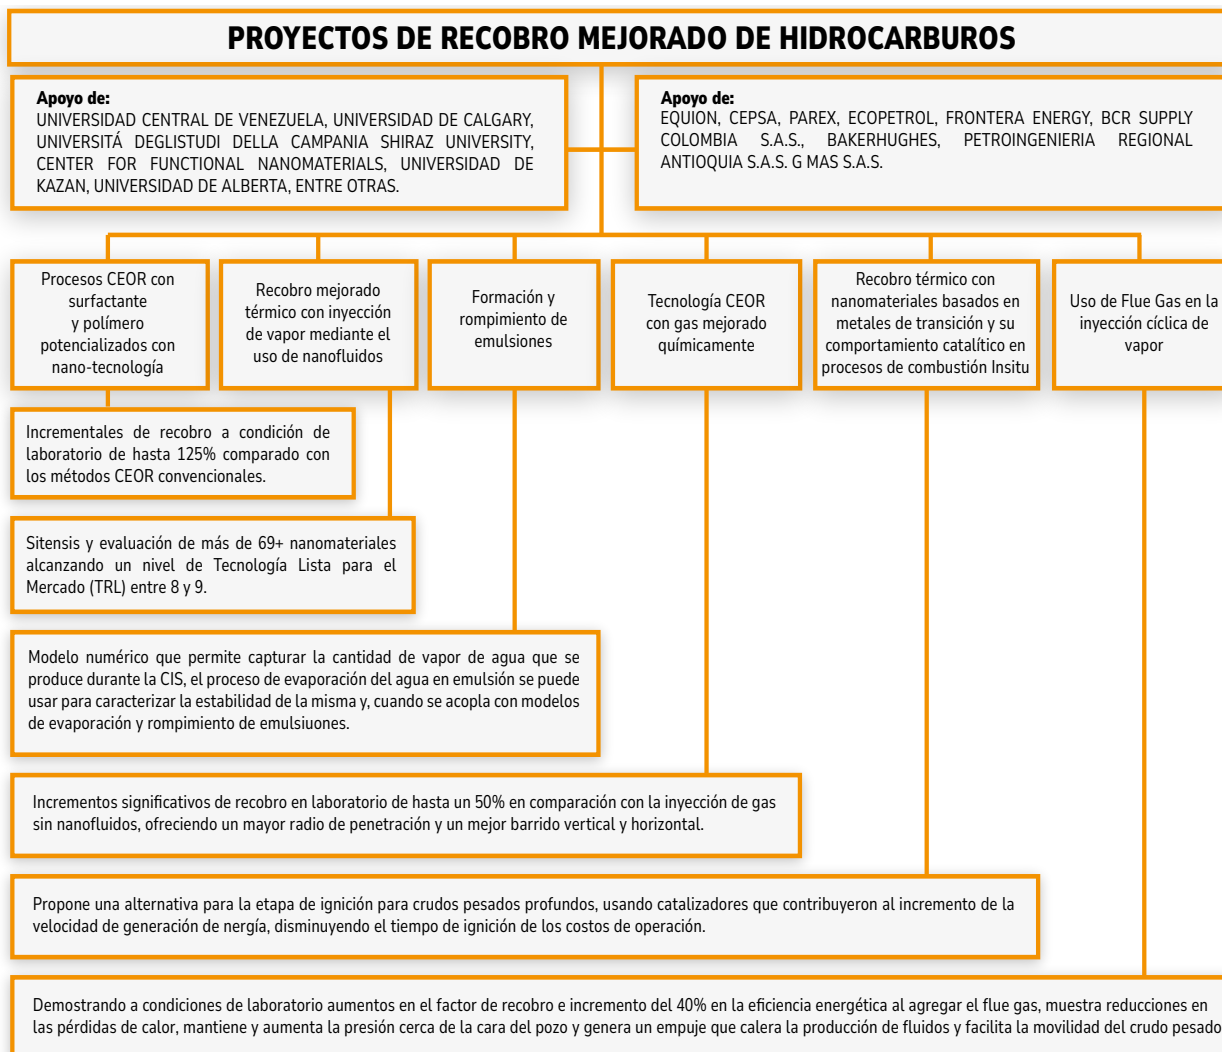 PROYECTOS DE RECOBRO MEJORADO DE HIDROCARBUROS
Apoyo de:
UNIVERSIDAD CENTRAL DE VENEZUELA, UNIVERSIDAD DE CALGARY,
UNIVERSITÁ DEGLISTUDI DELLA CAMPANIA SHIRAZ UNIVERSITY,
CENTER FOR FUNCTIONAL NANOMATERIALS, UNIVERSIDAD DE
KAZAN, UNIVERSIDAD DE ALBERTA, ENTRE OTRAS.
Apoyo de:
EQUION, CEPSA, PAREX, ECOPETROL, FRONTERA ENERGY, BCR SUPPLY
COLOMBIA S.A.S., BAKERHUGHES, PETROINGENIERIA REGIONAL
ANTIOQUIA S.A.S. G MAS S.A.S.
Procesos CEOR con
surfactante
y polímero
potencializados con
nano-tecnología
Recobro mejorado
térmico con inyección
de vapor mediante el
uso de nanofluidos
Formación y
rompimiento de
emulsiones
Tecnología CEOR
con gas mejorado
químicamente
Recobro térmico con
nanomateriales basados en
metales de transición y su
comportamiento catalítico en
procesos de combustión Insitu
Uso de Flue Gas en la
inyección cíclica de
vapor
Incrementales de recobro a condición de
laboratorio de hasta 125% comparado con
los métodos CEOR convencionales.
Sitensis y evaluación de más de 69+ nanomateriales
alcanzando un nivel de Tecnología Lista para el
Mercado (TRL) entre 8 y 9.
Modelo numérico que permite capturar la cantidad de vapor de agua que se
produce durante la CIS, el proceso de evaporación del agua en emulsión se puede
usar para caracterizar la estabilidad de la misma y, cuando se acopla con modelos
de evaporación y rompimiento de emulsiuones.
Incrementos significativos de recobro en laboratorio de hasta un 50% en comparación con la inyección de gas
sin nanofluidos, ofreciendo un mayor radio de penetración y un mejor barrido vertical y horizontal.
Propone una alternativa para la etapa de ignición para crudos pesados profundos, usando catalizadores que contribuyeron al incremento de la
velocidad de generación de nergía, disminuyendo el tiempo de ignición de los costos de operación.
Demostrando a condiciones de laboratorio aumentos en el factor de recobro e incremento del 40% en la eficiencia energética al agregar el flue gas, muestra reducciones en
las pérdidas de calor, mantiene y aumenta la presión cerca de la cara del pozo y genera un empuje que calera la producción de fluidos y facilita la movilidad del crudo pesado